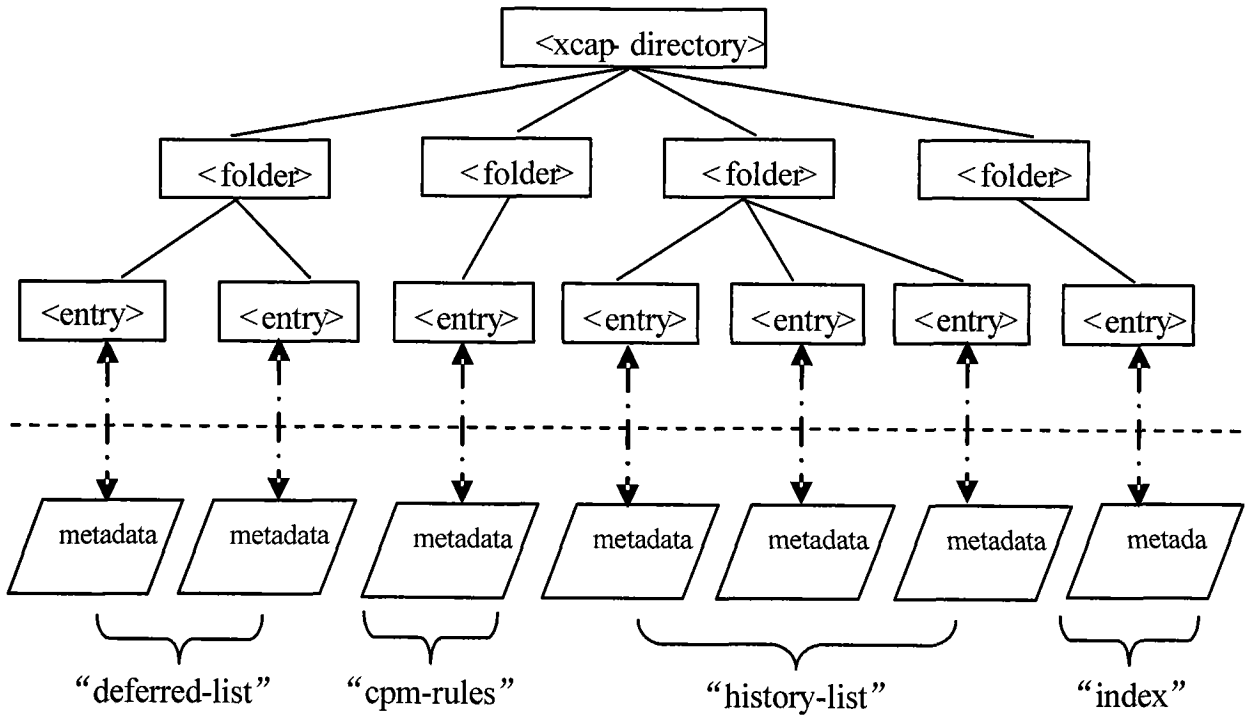 <xcap- directory>
<folder> <folder> <folder> <folder>
<entry> <entry> <entry> <entry> <entry> <entry> <entry>
metadata metadata metadata metadata metadata metadata metada
“deferred-list” “cpm-rules” “history-list” “index”